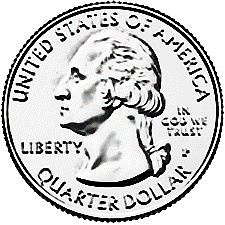 UNITED STATES OF AMERICA
LIBERTY
IN
GOD WE
TRUST
P
QUARTER DOLLAR